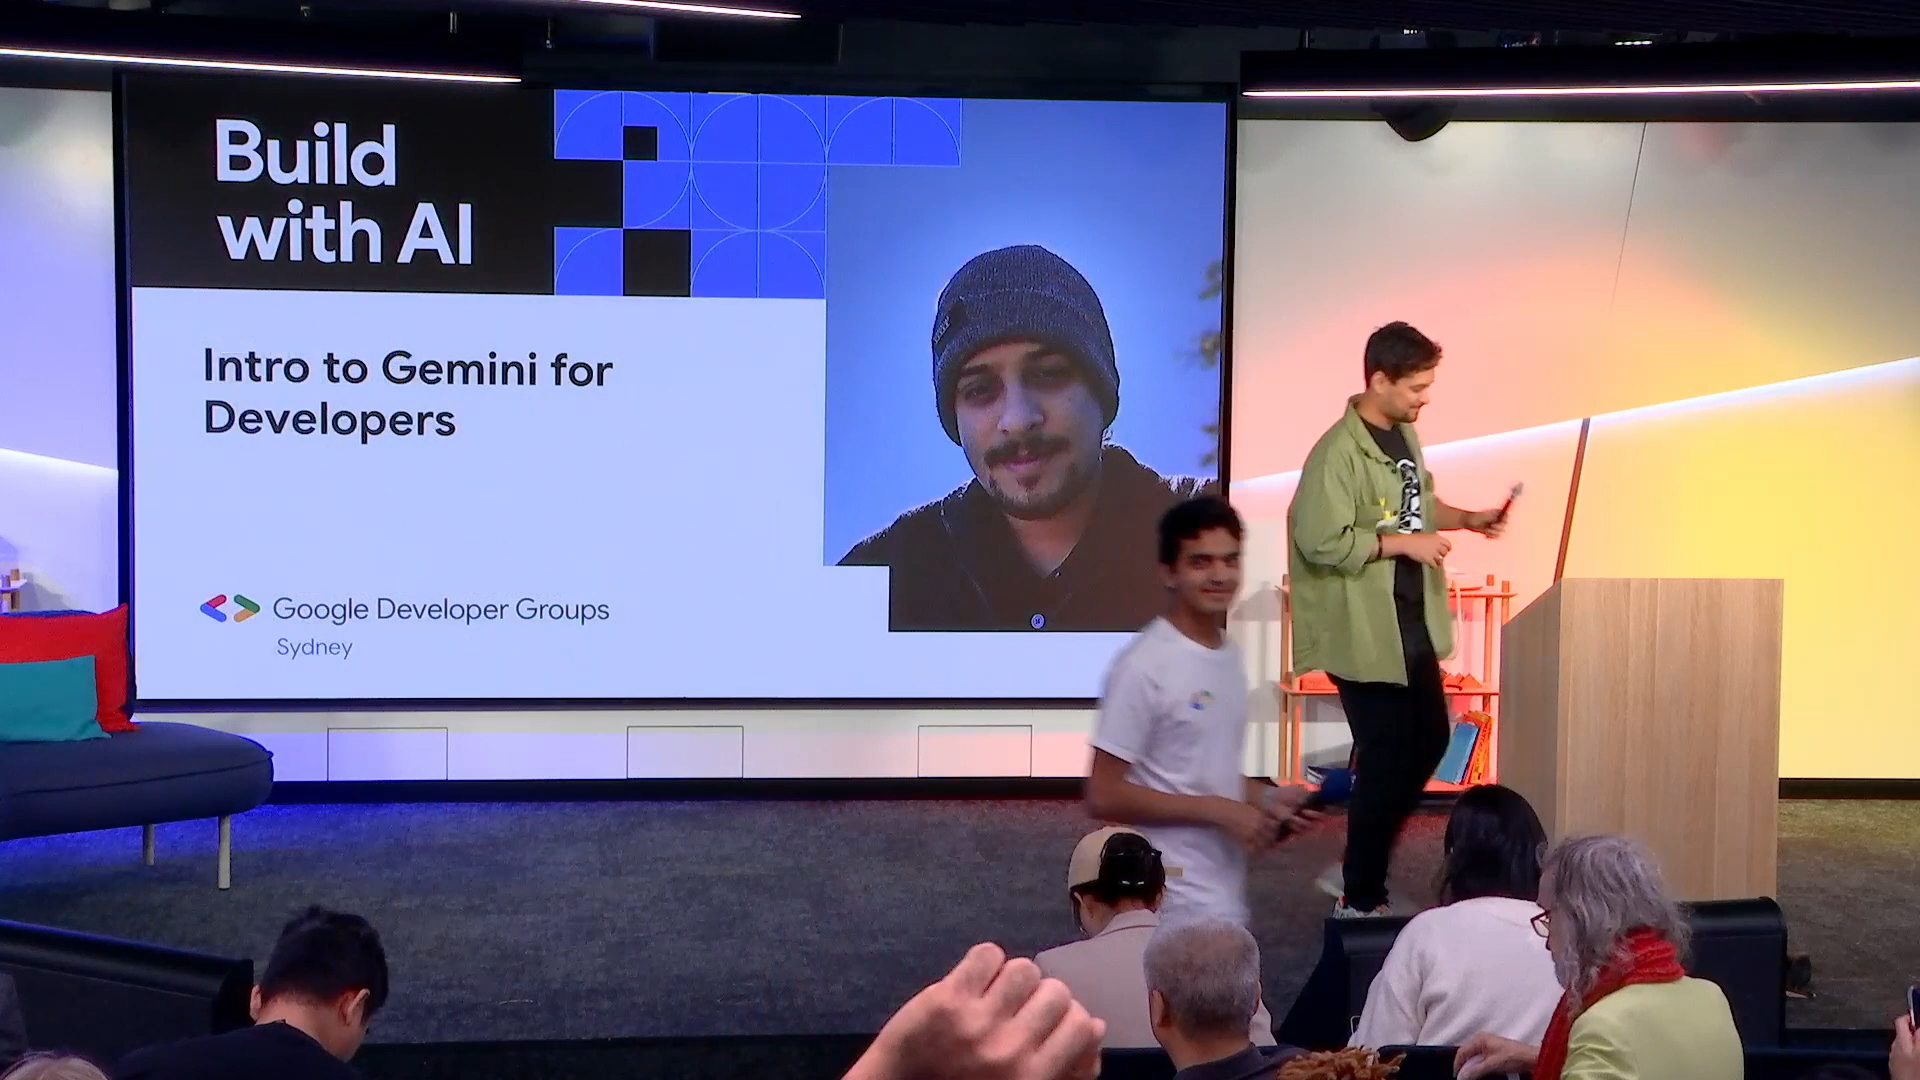 Build
with AI
Intro to Gemini for
Developers
Google Developer Groups
Sydney